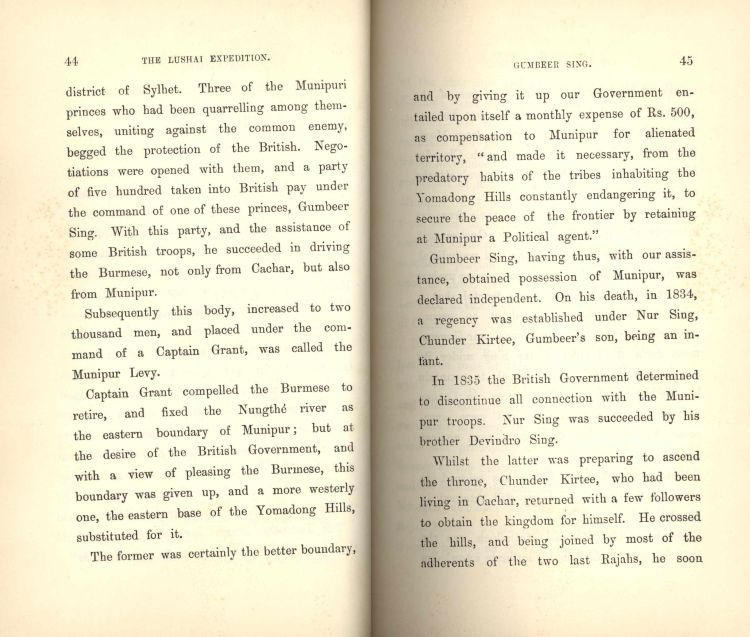 44
THE LUSHAI EXPEDITION.
district of Sylhet. Three of the Munipuri
princes who had been quarrelling among them-
selves, uniting against the common enemy,
begged the protection of the British. Nego-
tiations were opened with them, and a party
of five hundred taken into British pay under
the command of one of these princes, Gumbeer
Sing. With this party, and the assistance of
some British troops, he succeeded in driving
the Burmese, not only from Cachar, but also
from Munipur.
Subsequently this body, increased to two
thousand men, and placed under the com-
mand of a Captain Grant, was called the
Munipur Levy.
Captain Grant compelled the Burmese to
retire, and fixed the Nungthé river as
the eastern boundary of Munipur; but at
the desire of the British Government, and
with a view of pleasing the Burmese, this
boundary was given up, and a more westerly
one, the eastern base of the Yomadong Hills,
substituted for it.
The former was certainly the better boundary,
GUMBEER SING.
45
and by giving it up our Government en-
tailed upon itself a monthly expense of Rs. 500,
as compensation to Munipur for alienated
territory, "and made it necessary, from the
predatory habits of the tribes inhabiting the
Yomadong Hills constantly endangering it, to
secure the peace of the frontier by retaining
at Munipur a Political agent."
Gumbeer Sing, having thus, with our assis-
tance, obtained possession of Munipur, was
declared independent. On his death, in 1834,
a regency was established under Nur Sing,
Chunder Kirtee, Gumbeer's son, being an in-
fant.
In 1835 the British Government determined
to discontinue all connection with the Muni-
pur troops. Nur Sing was succeeded by his
brother Devindro Sing.
Whilst the latter was preparing to ascend
the throne, Chunder Kirtee, who had been
living in Cachar, returned with a few followers
to obtain the kingdom for himself. He crossed
the hills, and being joined by most of the
adherents of the two last Rajahs, he soon